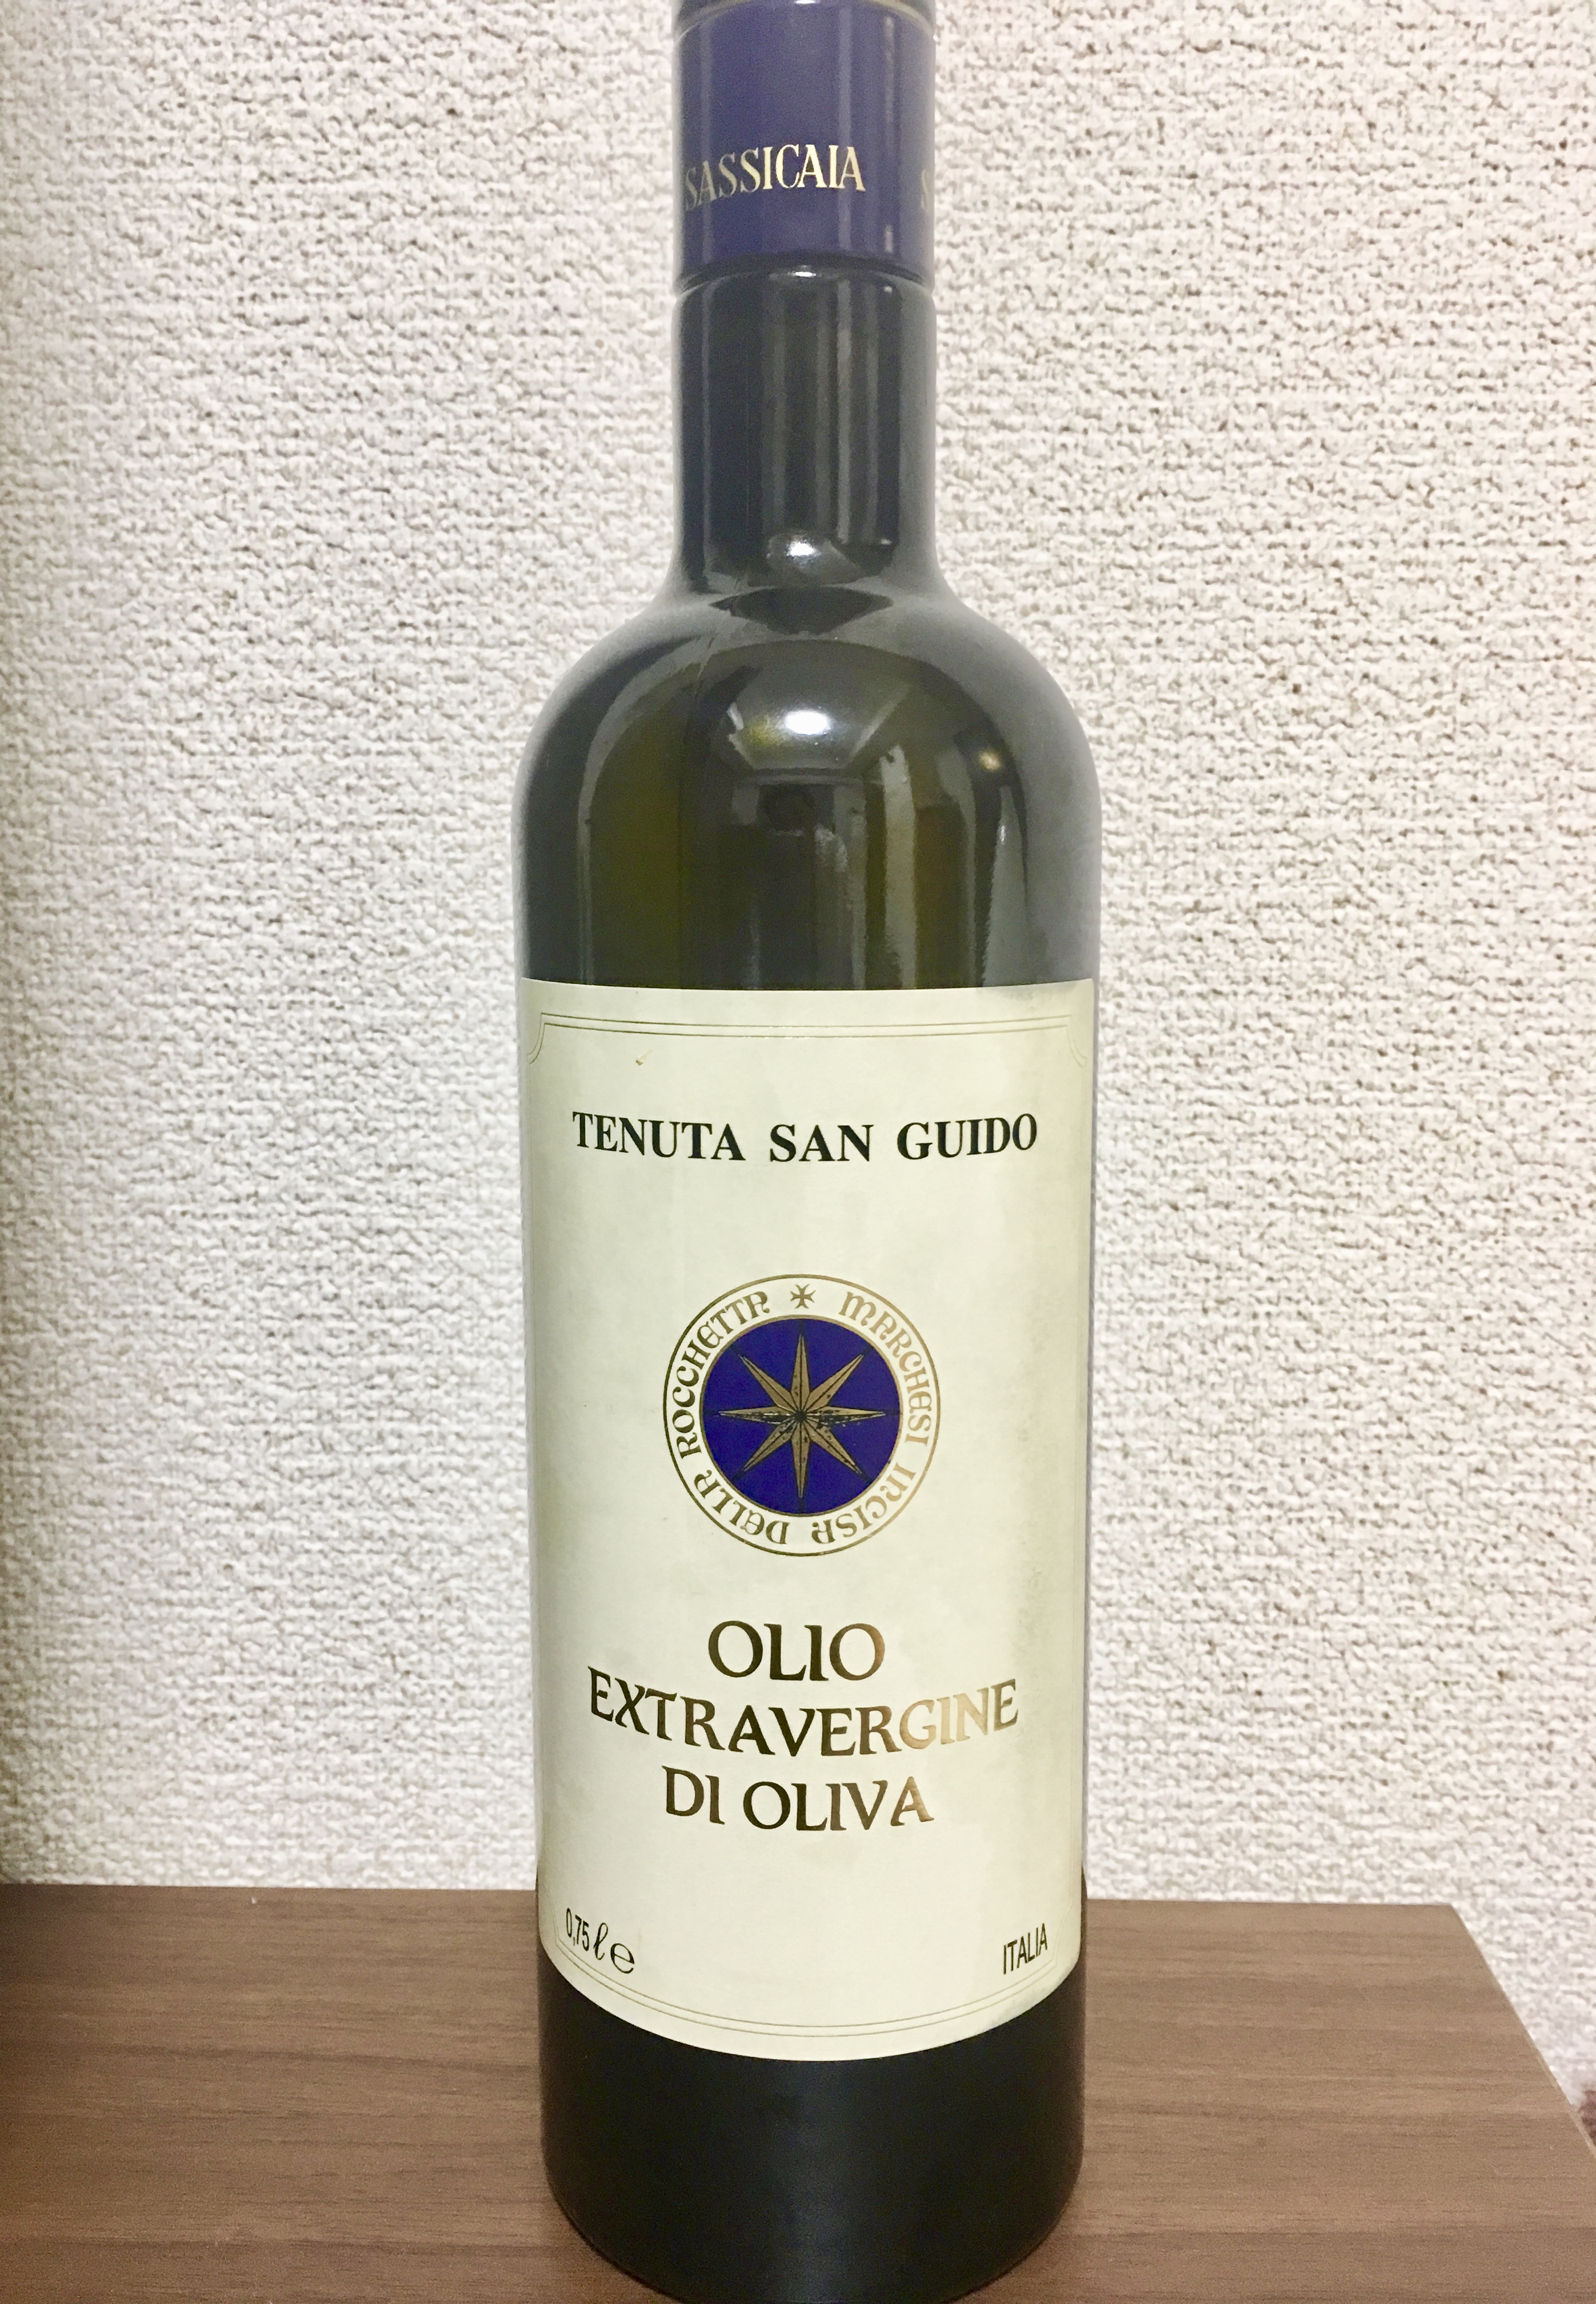 SASSICAIA
TENUTA SAN GUIDO
MARCHESI INCISA DELLA ROCCHETTA
OLIO
EXTRAVERGINE
DI OLIVA
0,75 ℓ ℮
ITALIA